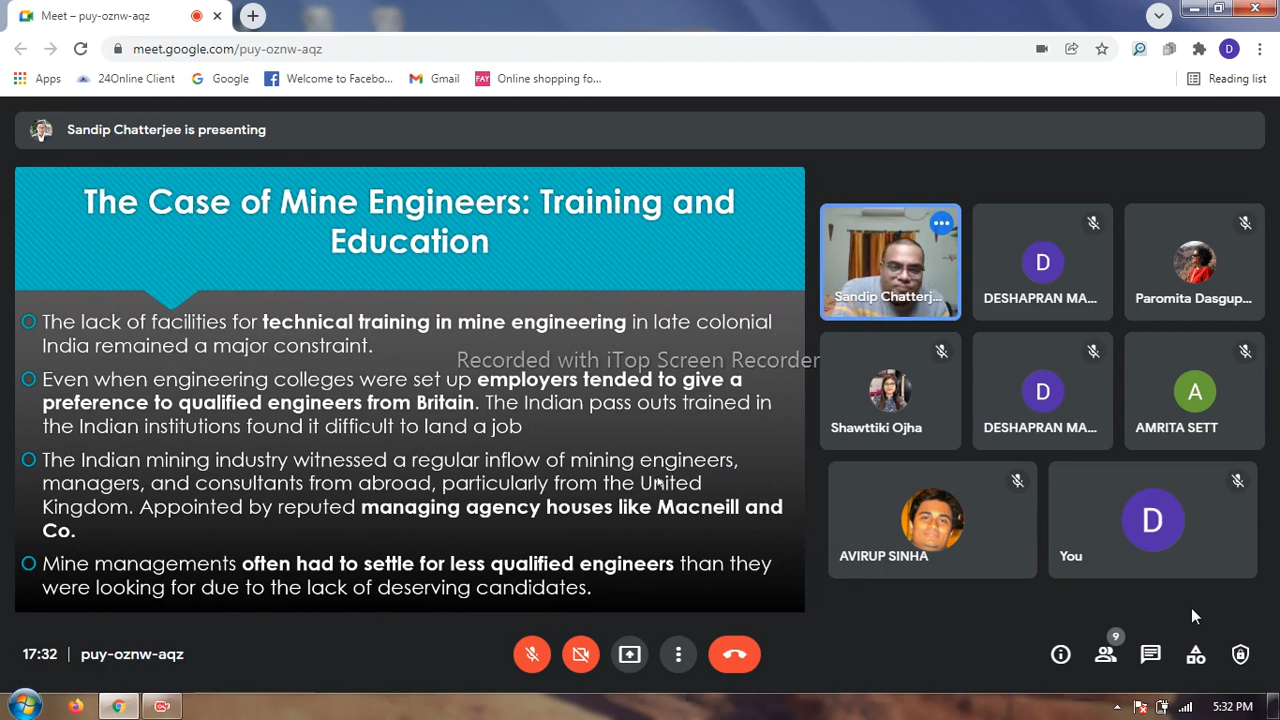 Meet – puy-oznw-aqz
meet.google.com/puy-oznw-aqz
Apps
24Online Client
Google
Welcome to Facebo...
Gmail
FAY
Online shopping fo...
Reading list
D
Sandip Chatterjee is presenting
The Case of Mine Engineers: Training and
Education
The lack of facilities for technical training in mine engineering in late colonial
India remained a major constraint.
Recorded with iTop Screen Recorder
Even when engineering colleges were set up employers tended to give a
preference to qualified engineers from Britain. The Indian pass outs trained in
the Indian institutions found it difficult to land a job
The Indian mining industry witnessed a regular inflow of mining engineers,
managers, and consultants from abroad, particularly from the United
Kingdom. Appointed by reputed managing agency houses like Macneill and
Co.
Mine managements often had to settle for less qualified engineers than they
were looking for due to the lack of deserving candidates.
Sandip Chatterj...
D
DESHAPRAN MA...
Paromita Dasgup...
Shawttiki Ojha
D
DESHAPRAN MA...
A
AMRITA SETT
AVIRUP SINHA
D
You
17:32 | puy-oznw-aqz
9
5:32 PM